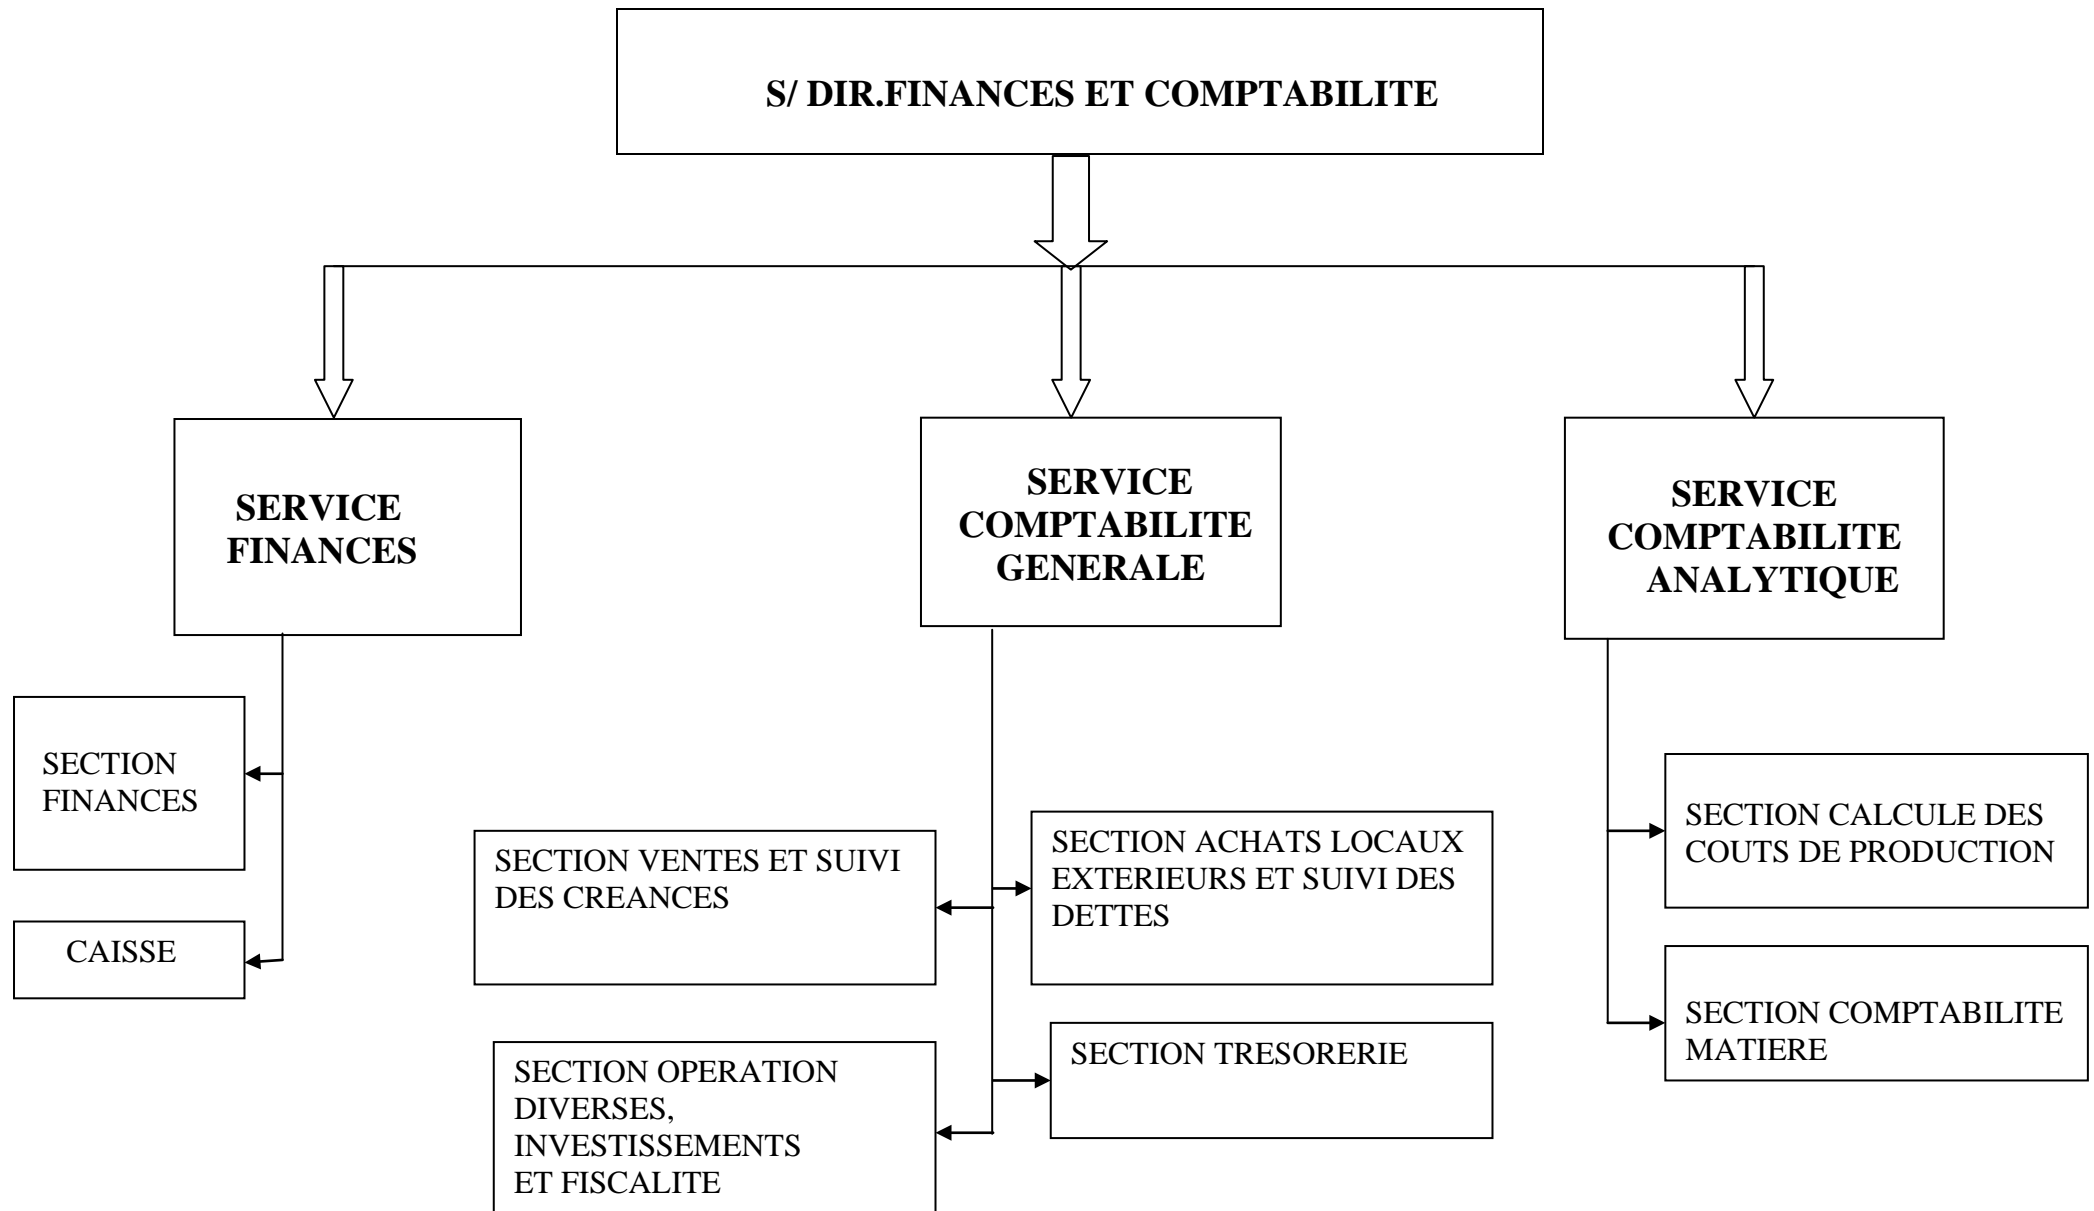 S/ DIR.FINANCES ET COMPTABILITE
SERVICE
FINANCES
SERVICE
COMPTABILITE
GENERALE
SERVICE
COMPTABILITE
ANALYTIQUE
SECTION
FINANCES
CAISSE
SECTION VENTES ET SUIVI
DES CREANCES
SECTION ACHATS LOCAUX
EXTERIEURS ET SUIVI DES
DETTES
SECTION OPERATION
DIVERSES,
INVESTISSEMENTS
ET FISCALITE
SECTION TRESORERIE
SECTION CALCULE DES
COUTS DE PRODUCTION
SECTION COMPTABILITE
MATIERE